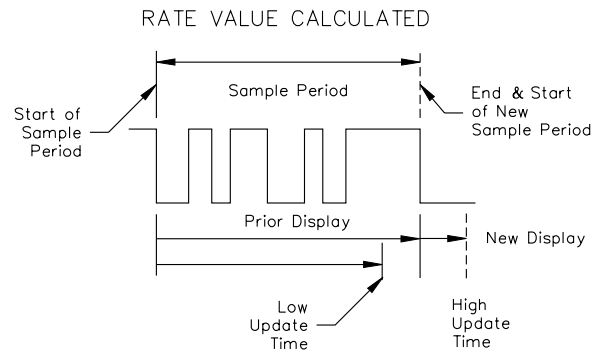 RATE VALUE CALCULATED
Sample Period
Start of
Sample
Period
End & Start
of New
Sample Period
Prior Display
New Display
Low
Update
Time
High
Update
Time